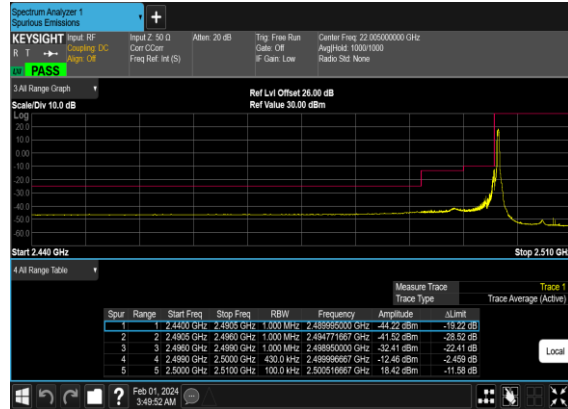 Spectrum Analyzer 1
Spurious Emissions
KEYSIGHT Input: RF Input Z: 50 Ω Atten: 20 dB Trig: Free Run Center Freq: 22.005000000 GHz
R T Coupling: DC Corr CCorr Gate: Off Avg|Hold: 1000/1000
Align: Off Freq Ref: Int (S) IF Gain: Low Radio Std: None
PASS
3 All Range Graph
Ref Lvl Offset 26.00 dB
Scale/Div 10.0 dB Ref Value 30.00 dBm
Log
20.0
10.0
0.00
-10.0
-20.0
-30.0
-40.0
-50.0
-60.0
Start 2.440 GHz Stop 2.510 GHz
4 All Range Table
Measure Trace Trace 1
Trace Type Trace Average (Active)
Spur Range Start Freq Stop Freq RBW Frequency Amplitude ΔLimit
1 1 2.4400 GHz 2.4905 GHz 1.000 MHz 2.489995000 GHz -44.22 dBm -19.22 dB
2 2 2.4905 GHz 2.4960 GHz 1.000 MHz 2.494771667 GHz -41.52 dBm -28.52 dB
3 3 2.4960 GHz 2.4990 GHz 1.000 MHz 2.498950000 GHz -32.41 dBm -22.41 dB
4 4 2.4990 GHz 2.5000 GHz 430.0 kHz 2.499996667 GHz -12.46 dBm -2.459 dB
5 5 2.5000 GHz 2.5100 GHz 100.0 kHz 2.500516667 GHz 18.42 dBm -11.58 dB
Local
? Feb 01, 2024
3:49:52 AM